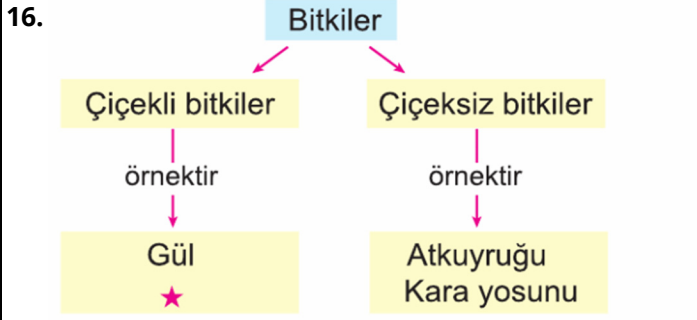 16.
Bitkiler
Çiçekli bitkiler
Çiçeksiz bitkiler
örnektir
örnektir
Gül
Atkuyruğu
Kara yosunu